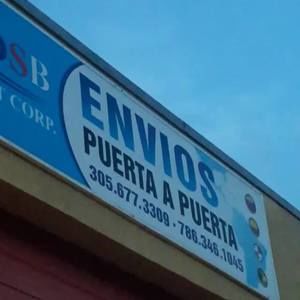 SB
CORP.
ENVIOS
PUERTA A PUERTA
305.677.3309 · 786.346.1045